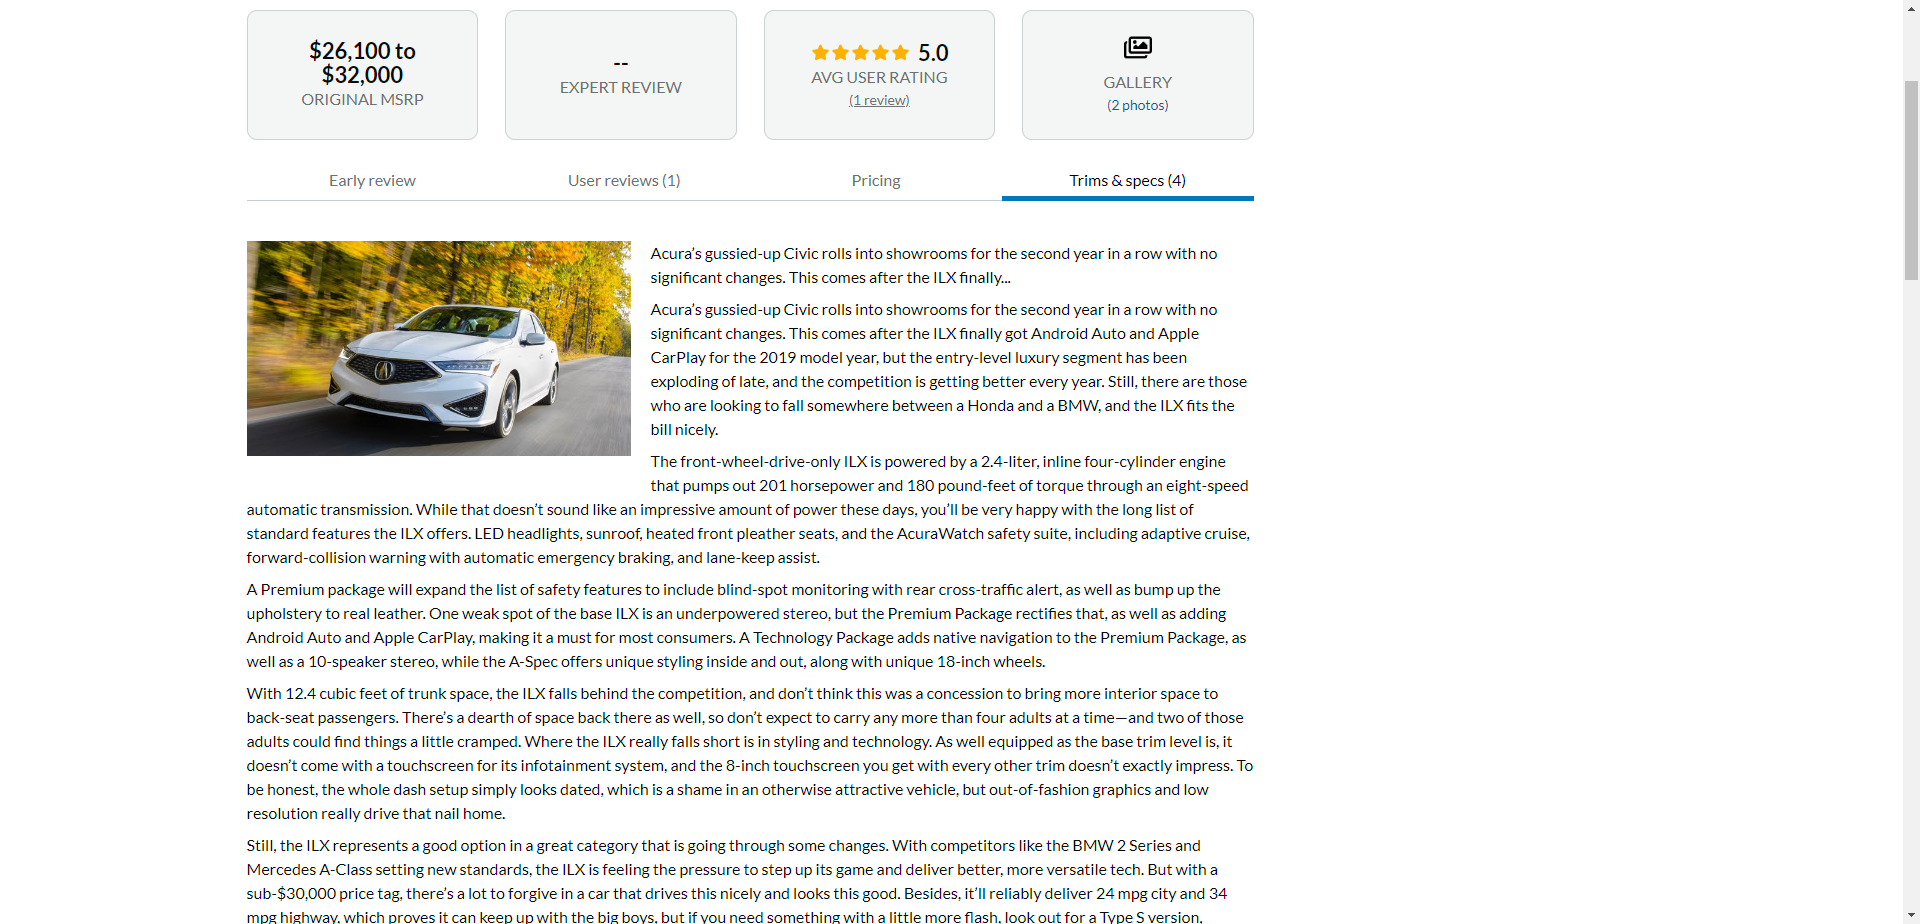 $26,100 to
$32,000
ORIGINAL MSRP
--
EXPERT REVIEW
5.0
AVG USER RATING
(1 review)
GALLERY
(2 photos)
Early review
User reviews (1)
Pricing
Trims & specs (4)
Acura’s gussied-up Civic rolls into showrooms for the second year in a row with no
significant changes. This comes after the ILX finally...
Acura’s gussied-up Civic rolls into showrooms for the second year in a row with no
significant changes. This comes after the ILX finally got Android Auto and Apple
CarPlay for the 2019 model year, but the entry-level luxury segment has been
exploding of late, and the competition is getting better every year. Still, there are those
who are looking to fall somewhere between a Honda and a BMW, and the ILX fits the
bill nicely.
The front-wheel-drive-only ILX is powered by a 2.4-liter, inline four-cylinder engine
that pumps out 201 horsepower and 180 pound-feet of torque through an eight-speed
automatic transmission. While that doesn’t sound like an impressive amount of power these days, you’ll be very happy with the long list of
standard features the ILX offers. LED headlights, sunroof, heated front pleather seats, and the AcuraWatch safety suite, including adaptive cruise,
forward-collision warning with automatic emergency braking, and lane-keep assist.
A Premium package will expand the list of safety features to include blind-spot monitoring with rear cross-traffic alert, as well as bump up the
upholstery to real leather. One weak spot of the base ILX is an underpowered stereo, but the Premium Package rectifies that, as well as adding
Android Auto and Apple CarPlay, making it a must for most consumers. A Technology Package adds native navigation to the Premium Package, as
well as a 10-speaker stereo, while the A-Spec offers unique styling inside and out, along with unique 18-inch wheels.
With 12.4 cubic feet of trunk space, the ILX falls behind the competition, and don’t think this was a concession to bring more interior space to
back-seat passengers. There’s a dearth of space back there as well, so don’t expect to carry any more than four adults at a time—and two of those
adults could find things a little cramped. Where the ILX really falls short is in styling and technology. As well equipped as the base trim level is, it
doesn’t come with a touchscreen for its infotainment system, and the 8-inch touchscreen you get with every other trim doesn’t exactly impress. To
be honest, the whole dash setup simply looks dated, which is a shame in an otherwise attractive vehicle, but out-of-fashion graphics and low
resolution really drive that nail home.
Still, the ILX represents a good option in a great category that is going through some changes. With competitors like the BMW 2 Series and
Mercedes A-Class setting new standards, the ILX is feeling the pressure to step up its game and deliver better, more versatile tech. But with a
sub-$30,000 price tag, there’s a lot to forgive in a car that drives this nicely and looks this good. Besides, it’ll reliably deliver 24 mpg city and 34
mpg highway, which proves it can keep up with the big boys, but if you need something with a little more flash, look out for a Type S version,